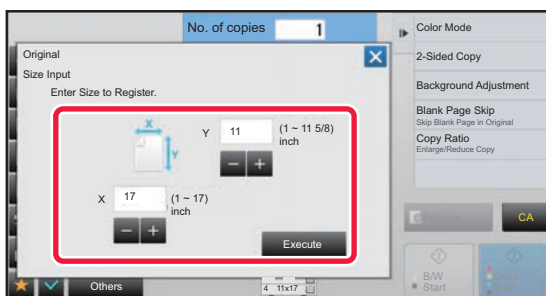 No. of copies 1
Original
Size Input
Enter Size to Register.
X
Y
Y 11 (1 ~ 11 5/8)
inch
− +
X 17 (1 ~ 17)
inch
− +
Execute
Color Mode
2-Sided Copy
Background Adjustment
Blank Page Skip
Skip Blank Page in Original
Copy Ratio
Enlarge/Reduce Copy
CA
B/W
Start
Others
4 11x17